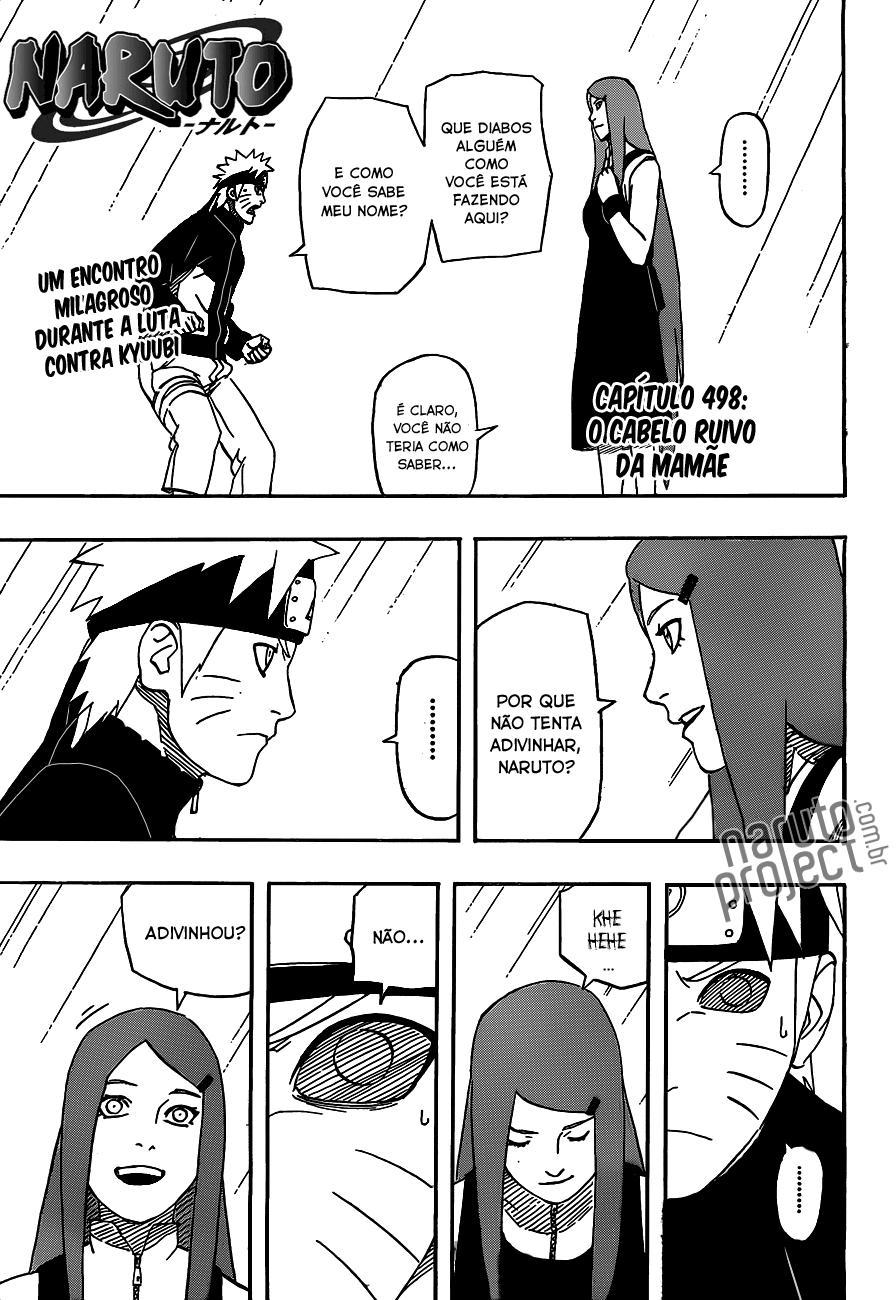 NARUTO
-ナルト-
..........
QUE DIABOS
ALGUÉM
COMO
VOCÊ ESTÁ
FAZENDO
AQUI?
E COMO
VOCÊ SABE
MEU NOME?
UM ENCONTRO
MILAGROSO
DURANTE A LUTA
CONTRA KYUUBI
É CLARO,
VOCÊ NÃO
TERIA COMO
SABER...
CAPÍTULO 498:
O CABELO RUIVO
DA MAMÃE
POR QUE
NÃO TENTA
ADIVINHAR,
NARUTO?
..........
naruto
project.com.br
..........
KHE
HEHE
...
NÃO...
ADIVINHOU?